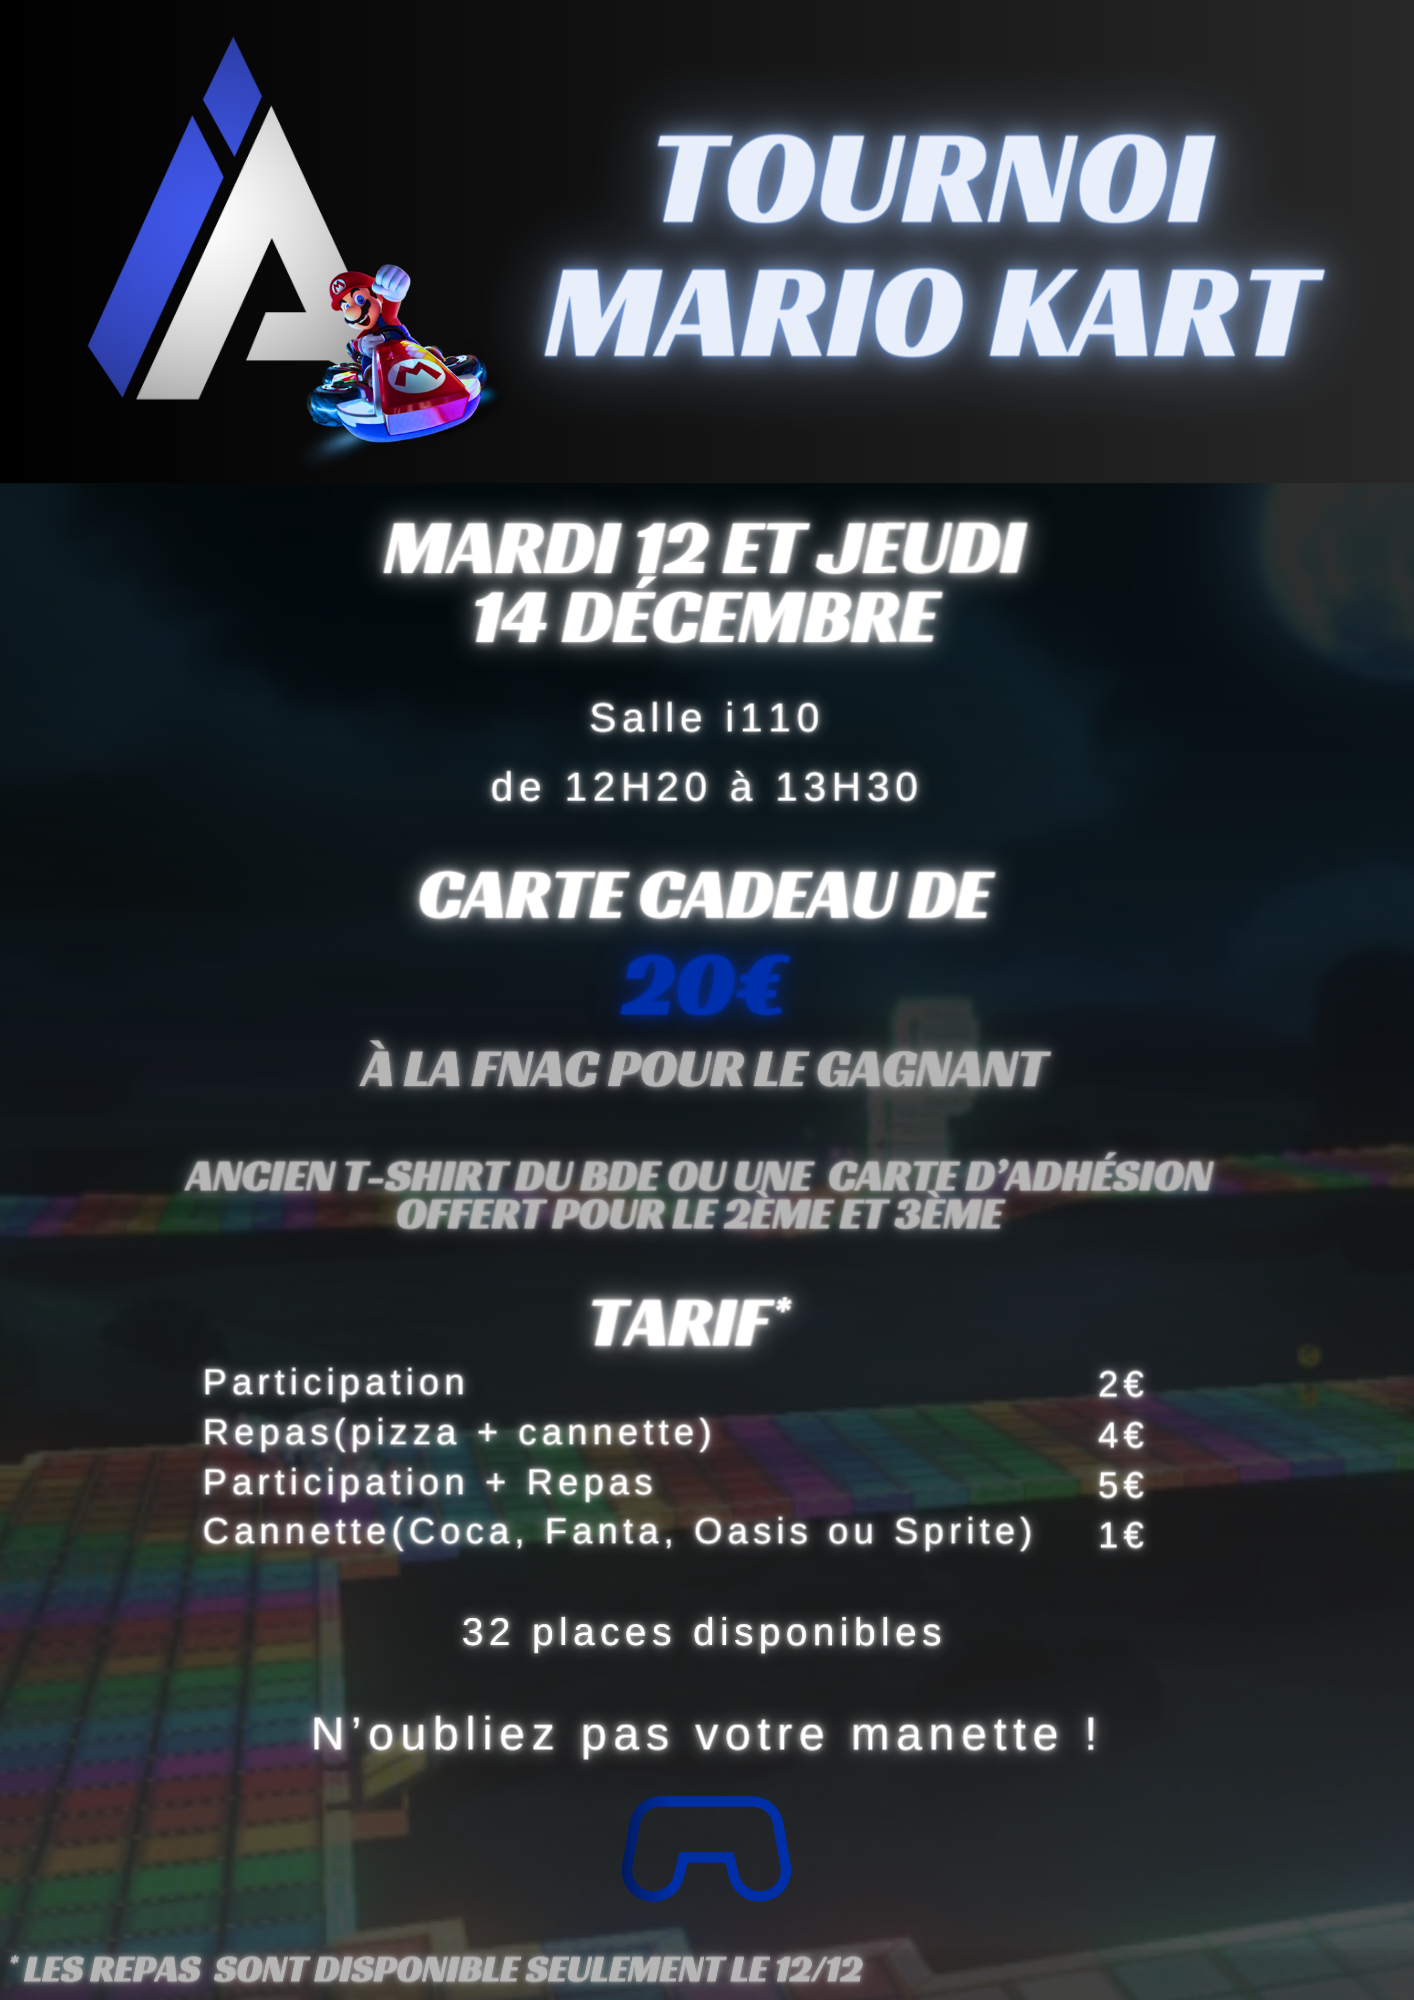 TOURNOI
MARIO KART
MARDI 12 ET JEUDI
14 DÉCEMBRE
Salle i110
de 12H20 à 13H30
CARTE CADEAU DE
20€
À LA FNAC POUR LE GAGNANT
ANCIEN T-SHIRT DU BDE OU UNE CARTE D’ADHÉSION
OFFERT POUR LE 2ÈME ET 3ÈME
TARIF*
Participation 2€
Repas(pizza + cannette) 4€
Participation + Repas 5€
Cannette(Coca, Fanta, Oasis ou Sprite) 1€
32 places disponibles
N’oubliez pas votre manette !
* LES REPAS SONT DISPONIBLE SEULEMENT LE 12/12